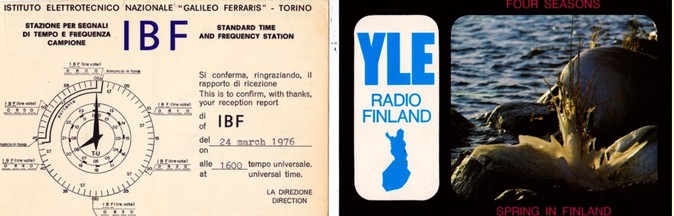 ISTITUTO ELETTROTECNICO NAZIONALE "GALILEO FERRARIS" - TORINO
STAZIONE PER SEGNALI
DI TEMPO E FREQUENZA
CAMPIONE
IBF
STANDARD TIME
AND FREQUENCY STATION
Si conferma, ringraziando, il
rapporto di ricezione
This is to confirm, with thanks,
your reception report
di
of IBF
del 24 march 1976
on
alle 1600 tempo universale.
at universal time.
LA DIREZIONE
DIRECTION
T-U
FOUR SEASONS
YLE
RADIO
FINLAND
SPRING IN FINLAND